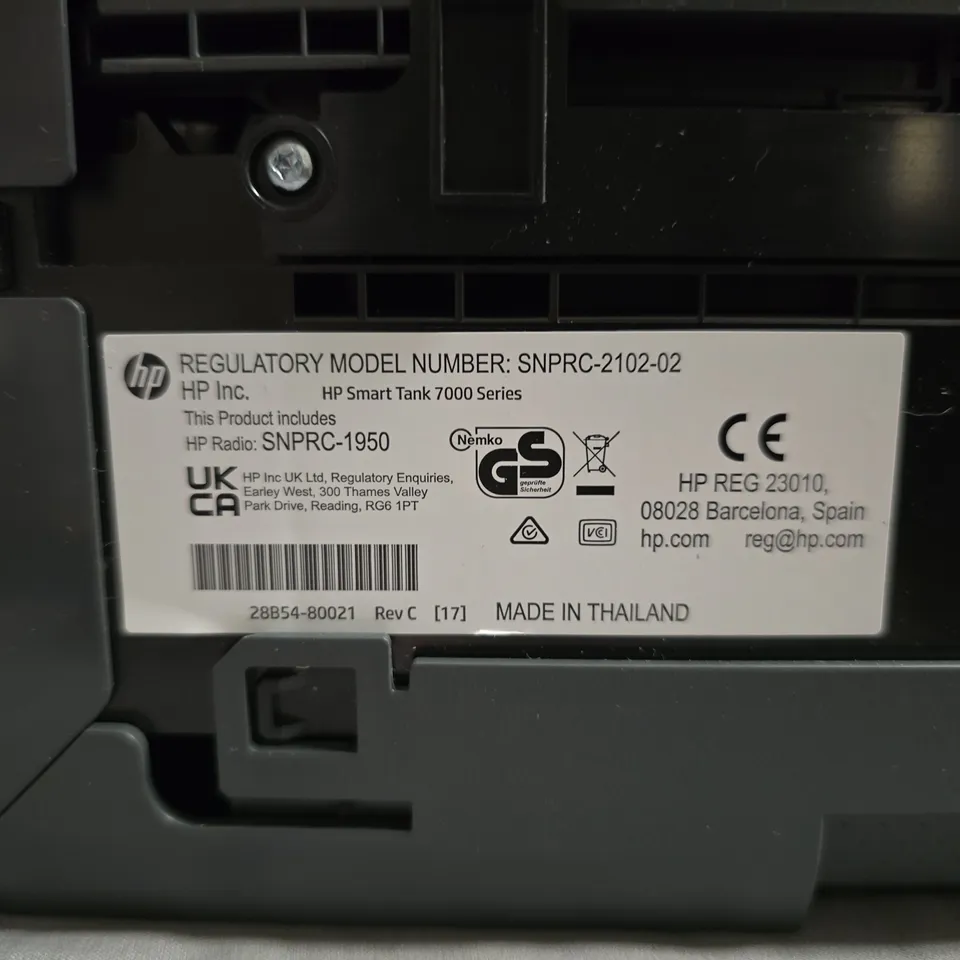 hp REGULATORY MODEL NUMBER: SNPRC-2102-02
HP Inc. HP Smart Tank 7000 Series
This Product includes
HP Radio: SNPRC-1950
UK
CA
HP Inc UK Ltd, Regulatory Enquiries,
Earley West, 300 Thames Valley
Park Drive, Reading, RG6 1PT
Nemko
GS
geprüfte
Sicherheit
VCI
CE
HP REG 23010,
08028 Barcelona, Spain
hp.com reg@hp.com
28B54-80021 Rev C [17] MADE IN THAILAND